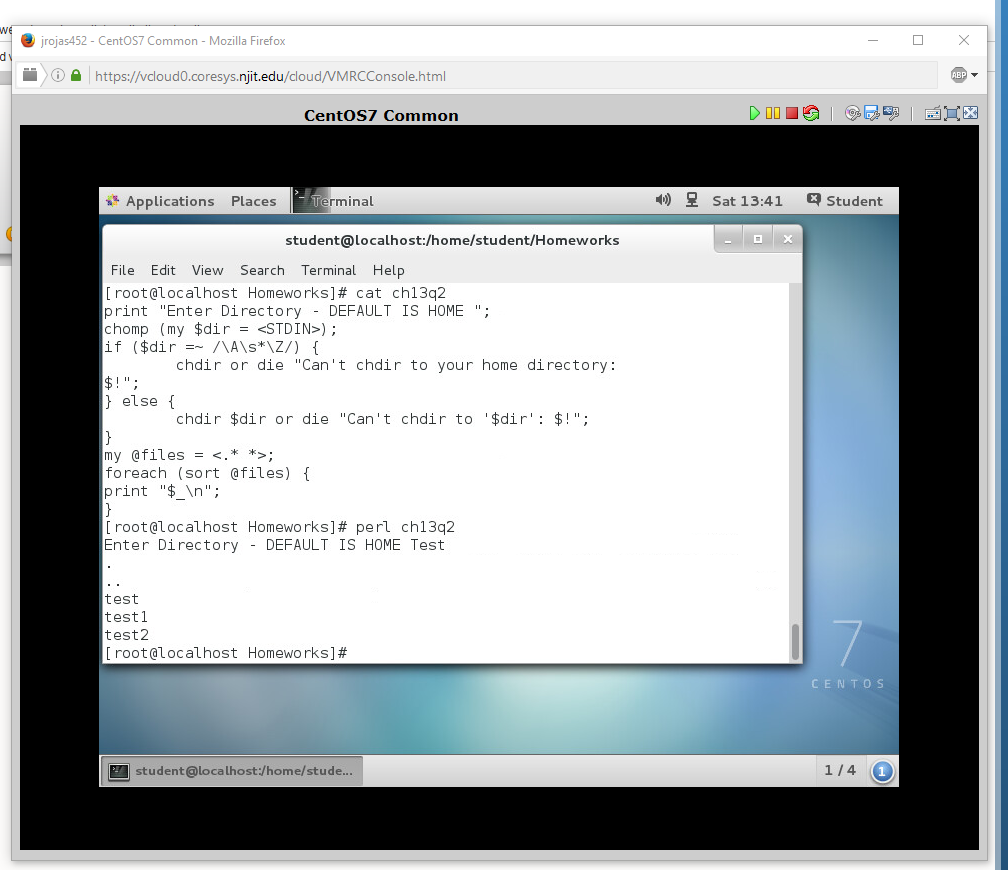 we
d v
jrojas452 - CentOS7 Common - Mozilla Firefox
https://vcloud0.coresys.njit.edu/cloud/VMRCConsole.html
ABP
CentOS7 Common
Applications Places Terminal Sat 13:41 Student
student@localhost:/home/student/Homeworks
File Edit View Search Terminal Help
[root@localhost Homeworks]# cat ch13q2
print "Enter Directory - DEFAULT IS HOME ";
chomp (my $dir = <STDIN>);
if ($dir =~ /\A\s*\Z/) {
        chdir or die "Can't chdir to your home directory:
$!";
} else {
        chdir $dir or die "Can't chdir to '$dir': $!";
}
my @files = <.* *>;
foreach (sort @files) {
print "$_\n";
}
[root@localhost Homeworks]# perl ch13q2
Enter Directory - DEFAULT IS HOME Test
.
..
test
test1
test2
[root@localhost Homeworks]#
7
CENTOS
student@localhost:/home/stude...
1 / 4
1